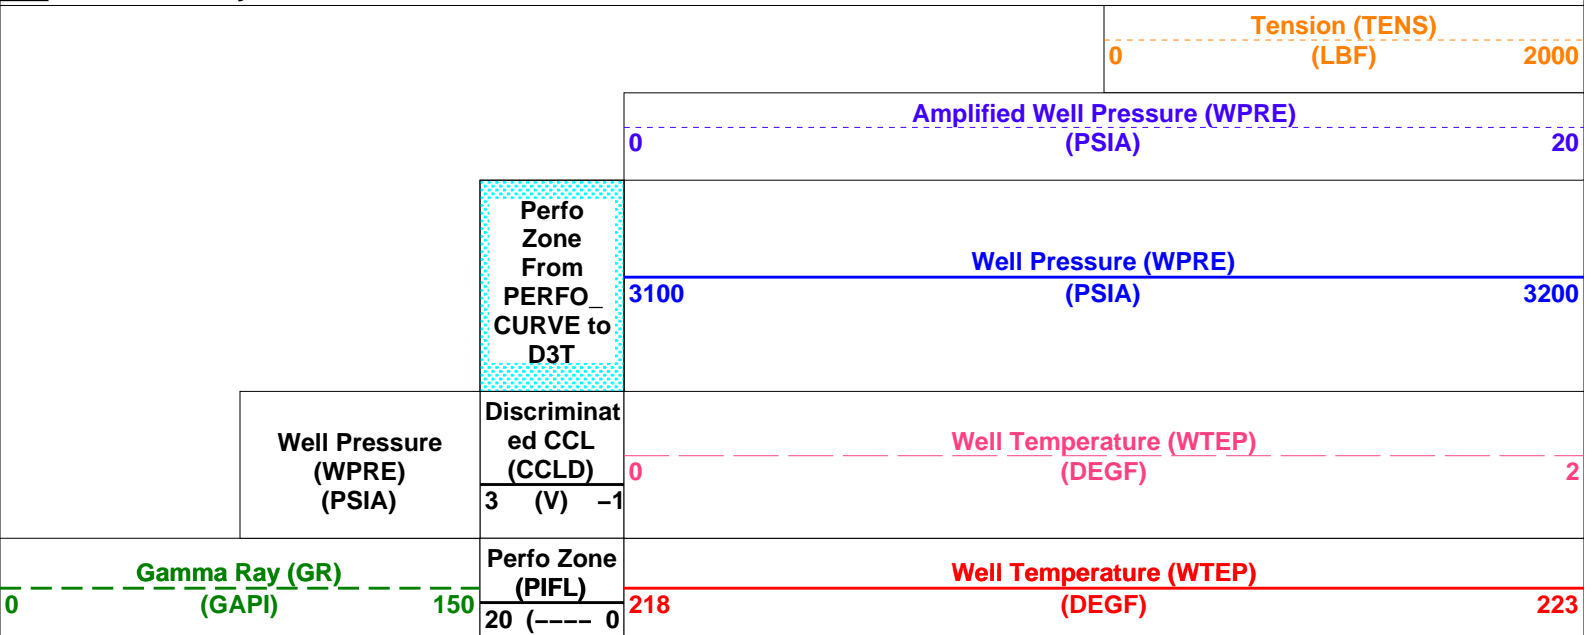 Tension (TENS)
0 (LBF) 2000
Amplified Well Pressure (WPRE)
0 (PSIA) 20
Perfo
Zone
From
PERFO_
CURVE to
D3T
Well Pressure (WPRE)
3100 (PSIA) 3200
Well Pressure
(WPRE)
(PSIA)
Discriminat
ed CCL
(CCLD)
3 (V) −1
Well Temperature (WTEP)
0 (DEGF) 2
Gamma Ray (GR)
0 (GAPI) 150
Perfo Zone
(PIFL)
20 (−−−− 0
Well Temperature (WTEP)
218 (DEGF) 223